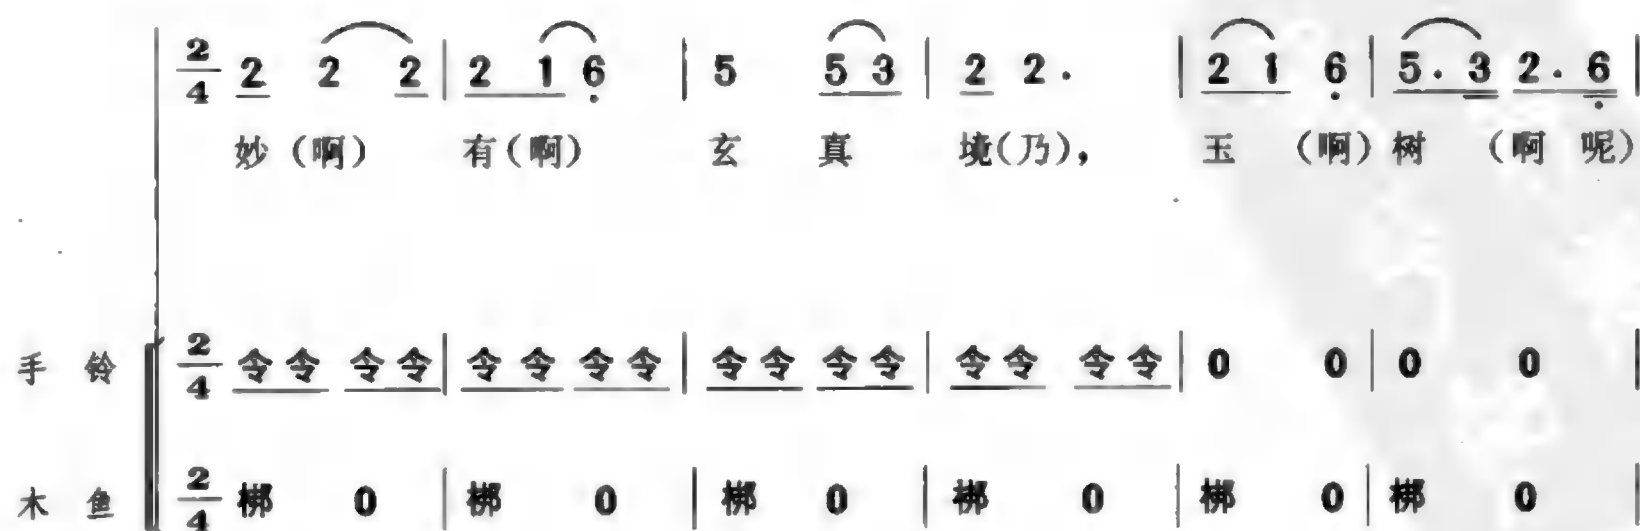 2/4 2 2 2 | 2 1 6 | 5 5 3 | 2 2. | 2 1 6 | 5. 3 2. 6 |
妙(啊) 有(啊) 玄 真 境(乃), 玉 (啊) 树 (啊 呢)
手 铃 2/4 令令 令令 | 令令 令令 | 令令 令令 | 令令 令令 | 0 0 | 0 0 |
木 鱼 2/4 梆 0 | 梆 0 | 梆 0 | 梆 0 | 梆 0 | 梆 0 |